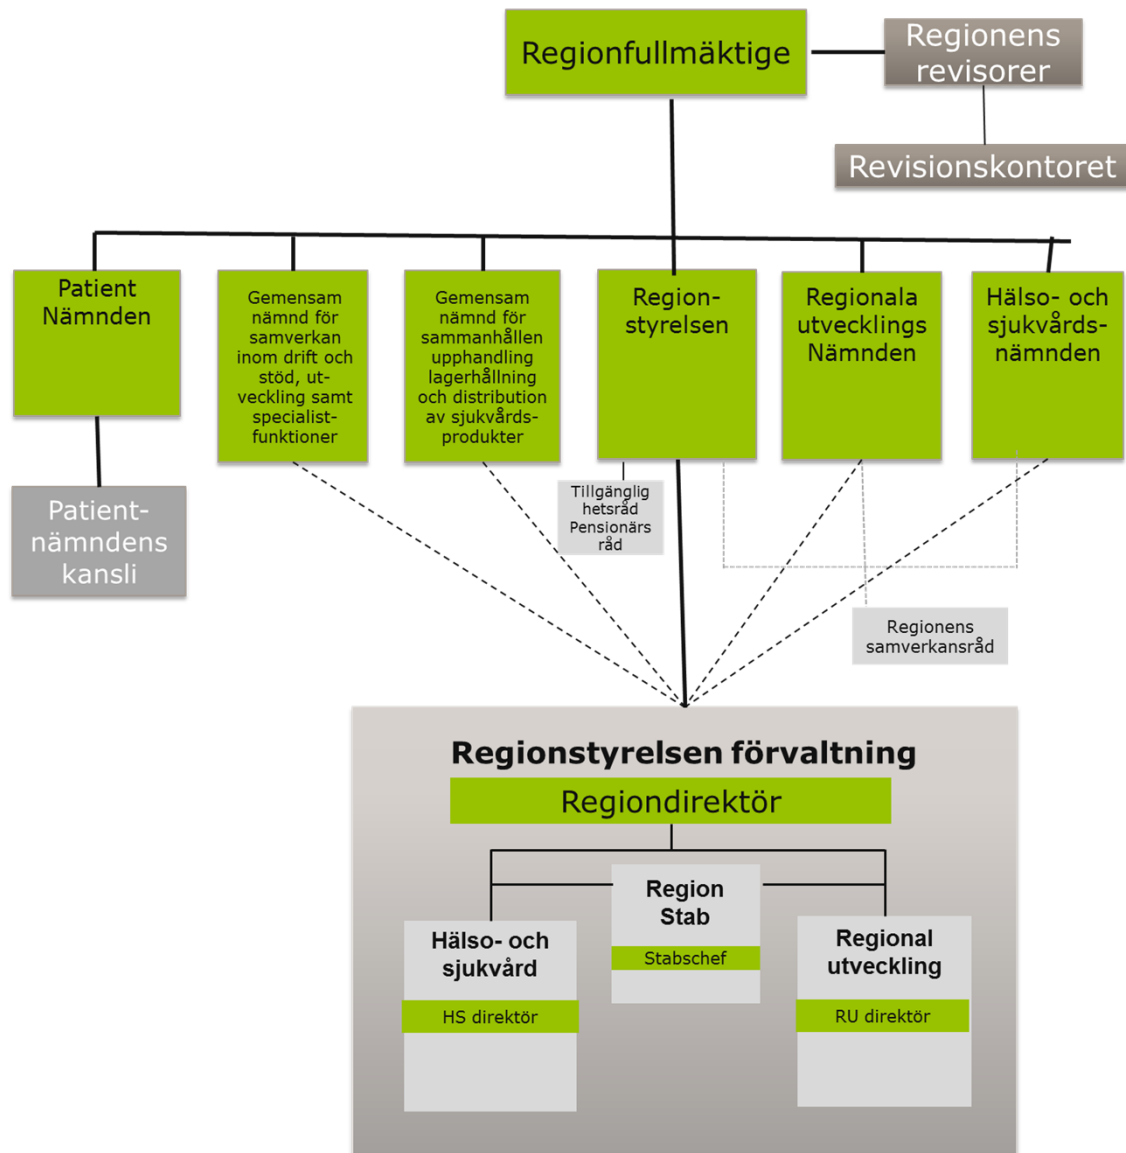 Regionfullmäktige
Regionens
revisorer
Revisionskontoret
Patient
Nämnden
Gemensam
nämnd för
samverkan
inom drift och
stöd, ut-
veckling samt
specialist-
funktioner
Gemensam
nämnd för
sammanhållen
upphandling
lagerhållning
och distribution
av sjukvårds-
produkter
Region-
styrelsen
Regionala
utvecklings
Nämnden
Hälso- och
sjukvårds-
nämnden
Patient-
nämndens
kansli
Tillgänglig
hetsråd
Pensionärs
råd
Regionens
samverkansråd
Regionstyrelsen förvaltning
Regiondirektör
Region
Stab
Stabschef
Hälso- och
sjukvård
HS direktör
Regional
utveckling
RU direktör